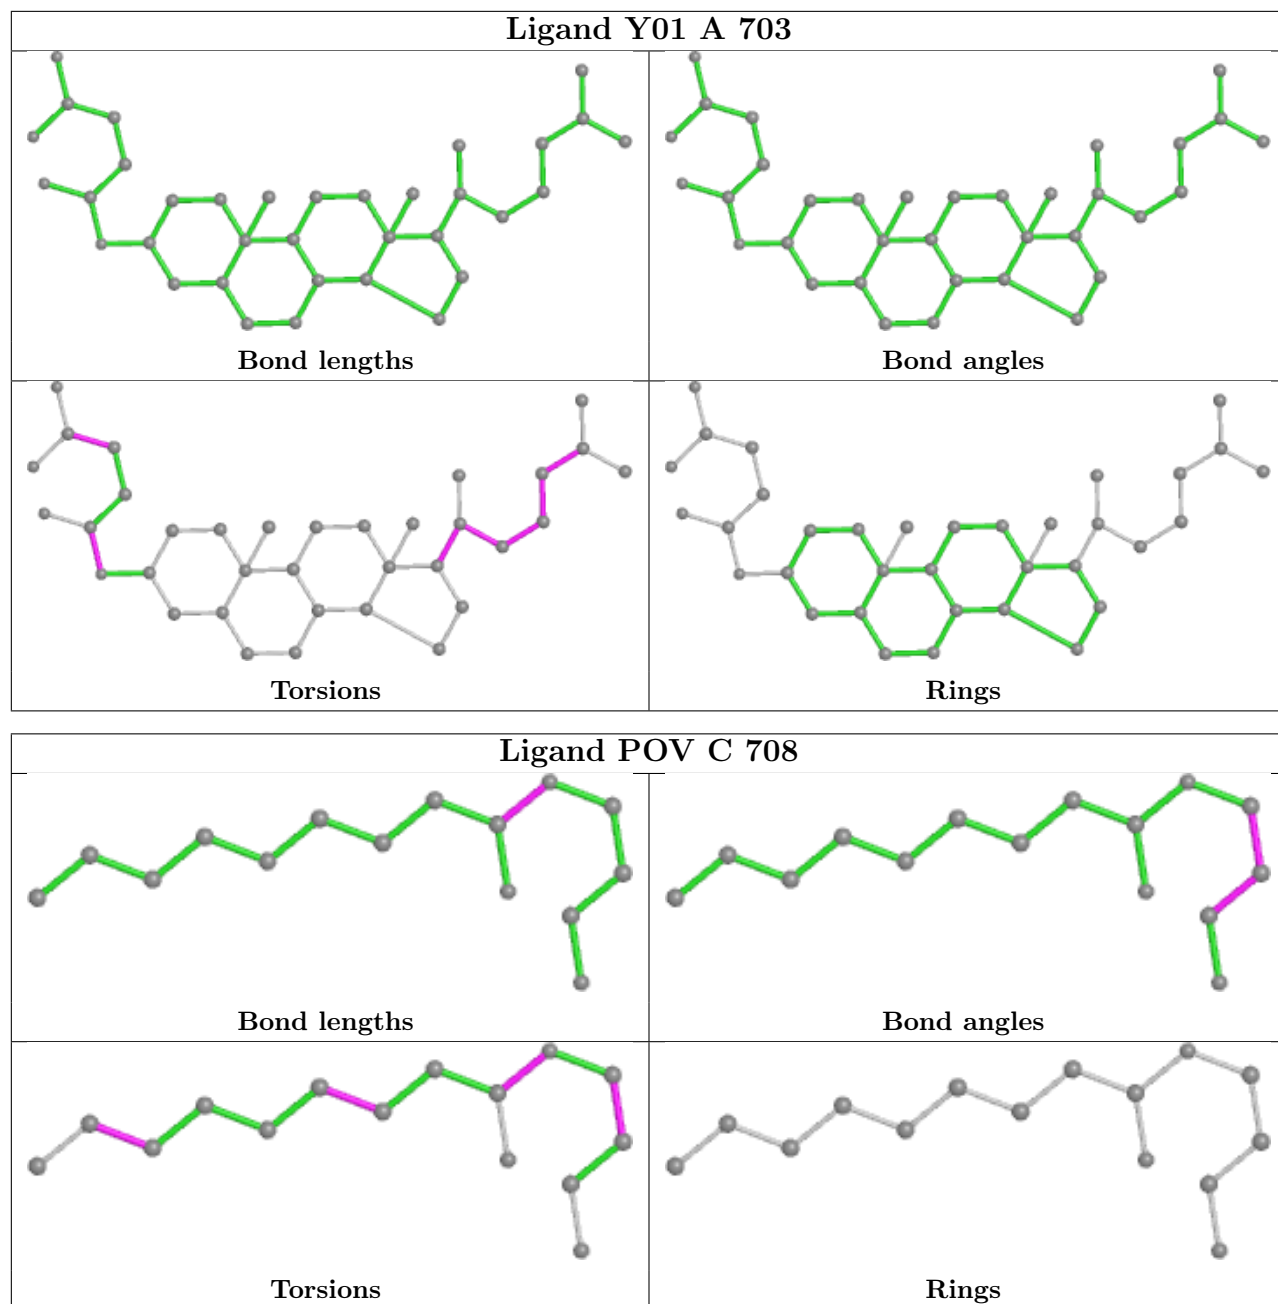 Ligand Y01 A 703
Bond lengths
Bond angles
Torsions
Rings
Ligand POV C 708
Bond lengths
Bond angles
Torsions
Rings